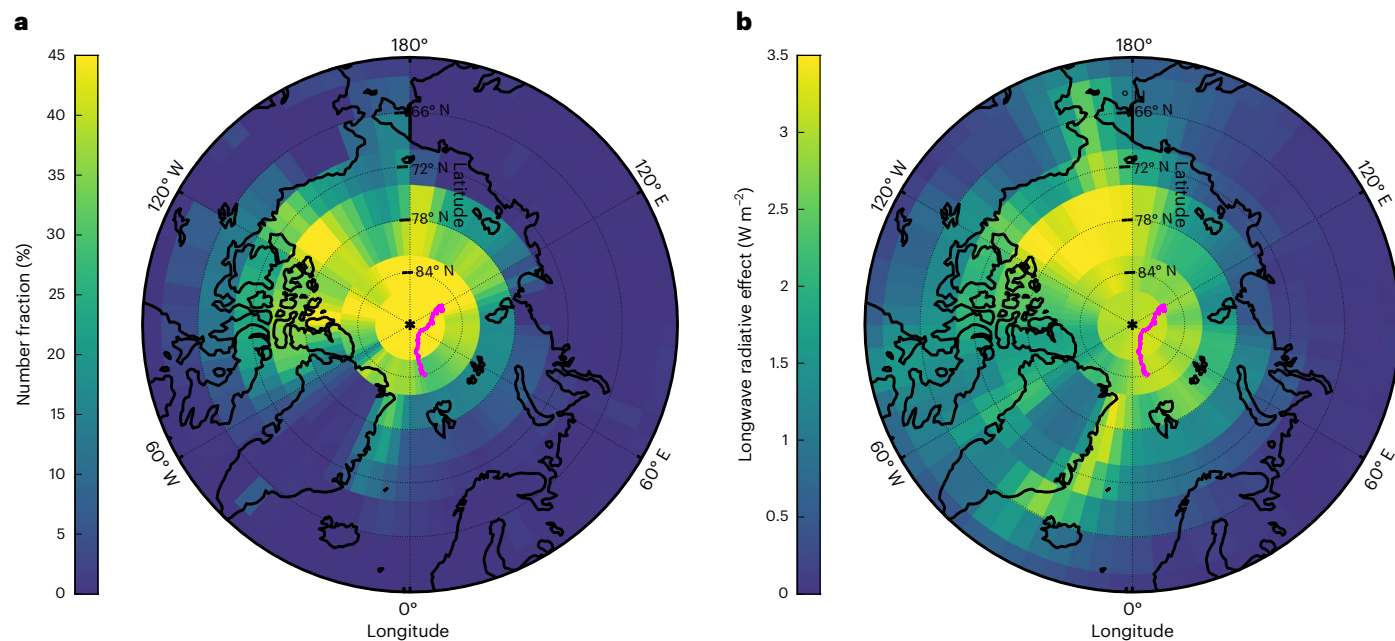 a
180°
66° N
72° N
78° N
84° N
Latitude
120° W
120° E
60° W
60° E
0°
Longitude
Number fraction (%)
45
40
35
30
25
20
15
10
5
0
b
180°
66° N
72° N
78° N
84° N
Latitude
120° W
120° E
60° W
60° E
0°
Longitude
Longwave radiative effect (W m⁻²)
3.5
3
2.5
2
1.5
1
0.5
0